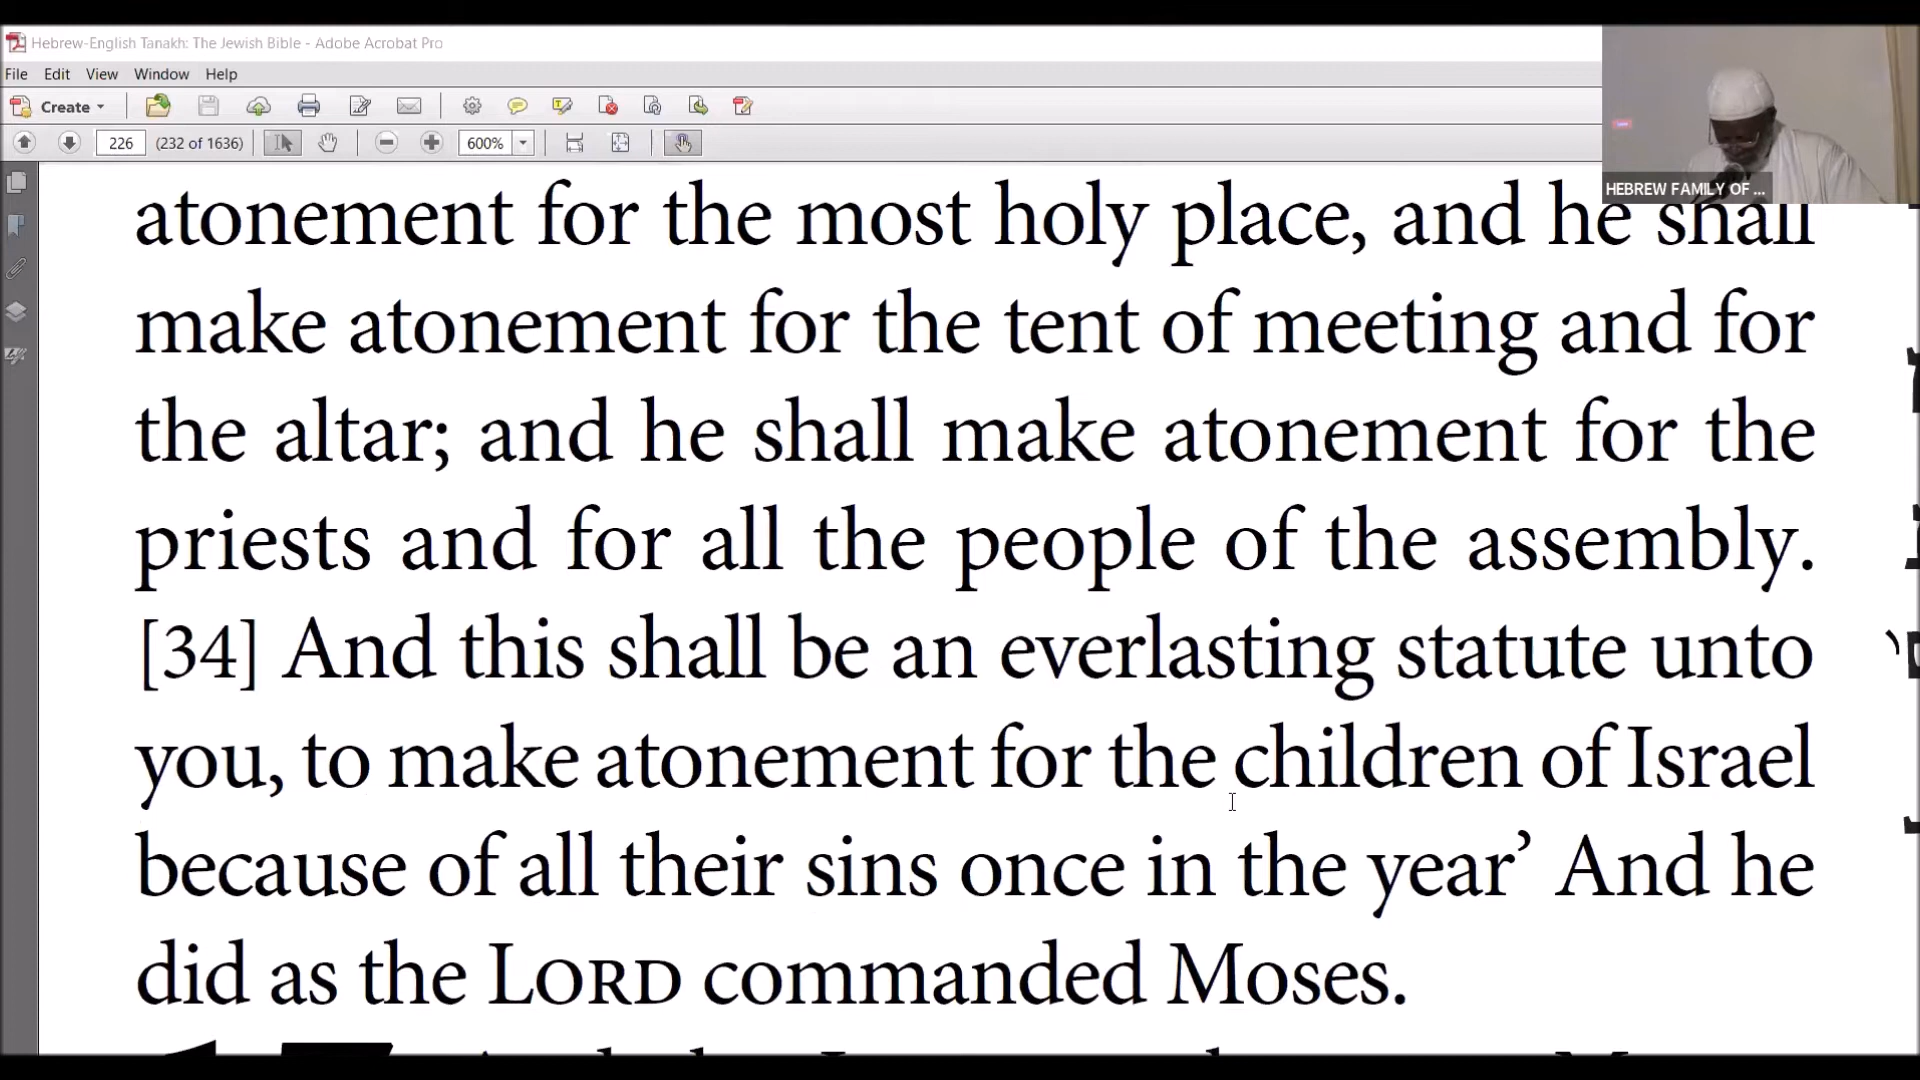 Hebrew-English Tanakh: The Jewish Bible - Adobe Acrobat Pro
File Edit View Window Help
Create
226 (232 of 1636) 600%
HEBREW FAMILY OF ...
atonement for the most holy place, and he shall
make atonement for the tent of meeting and for
the altar; and he shall make atonement for the
priests and for all the people of the assembly.
[34] And this shall be an everlasting statute unto
you, to make atonement for the children of Israel
because of all their sins once in the year’ And he
did as the LORD commanded Moses.